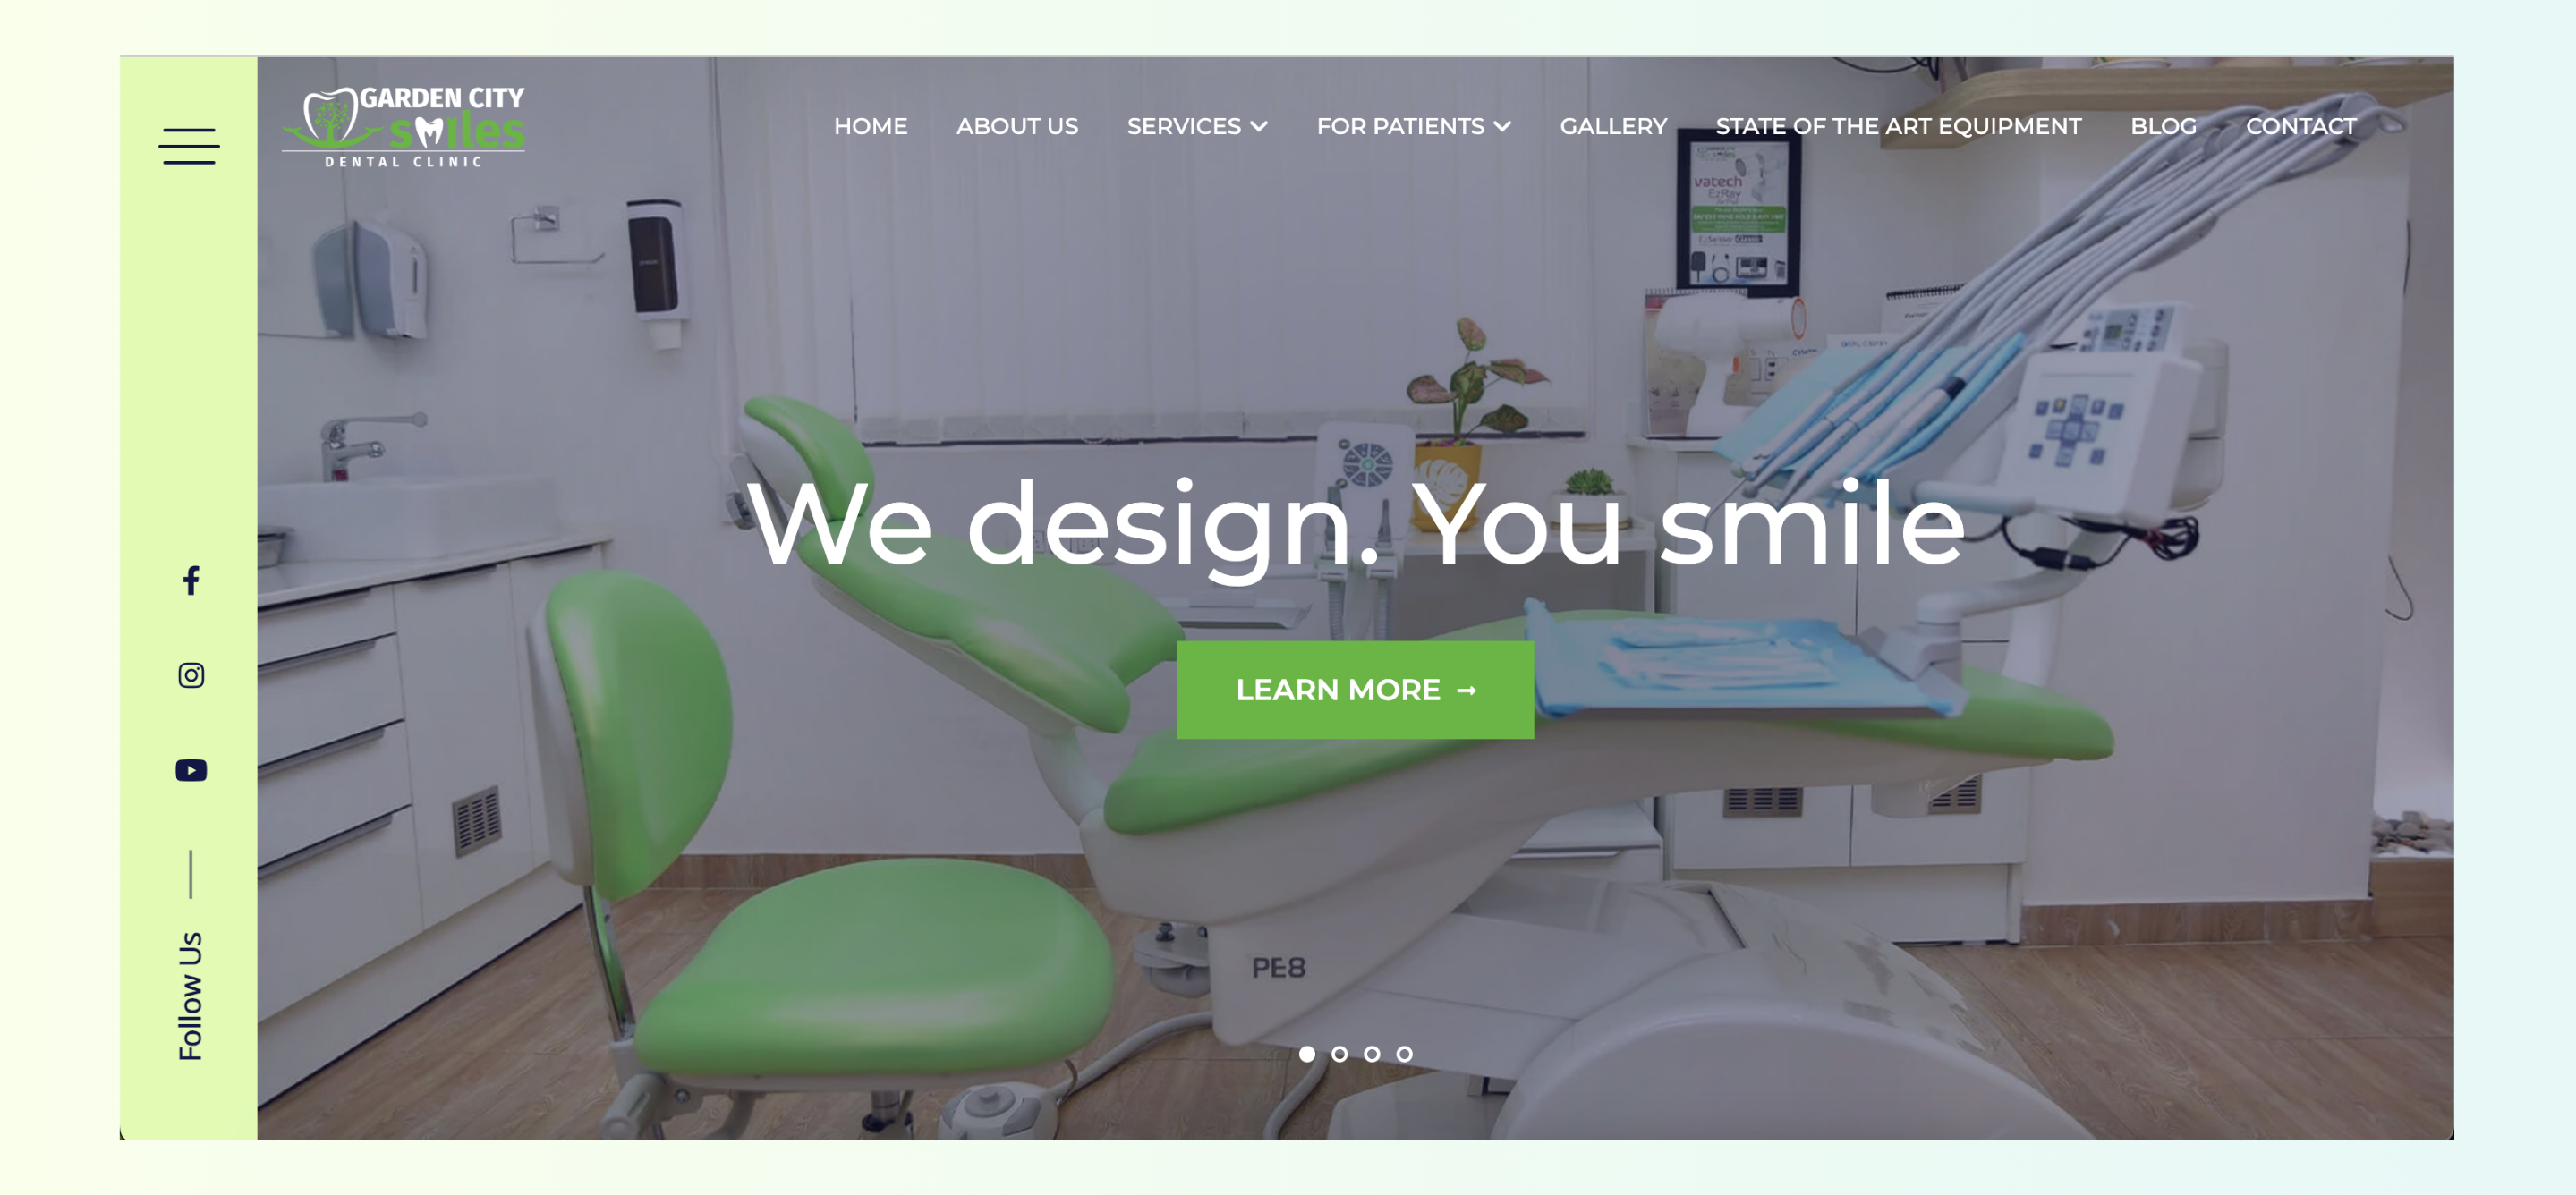 GARDEN CITY
smiles
DENTAL CLINIC
HOME ABOUT US SERVICES FOR PATIENTS GALLERY STATE OF THE ART EQUIPMENT BLOG CONTACT
vatech
EzRay
We design. You smile
LEARN MORE →
PE8
Follow Us